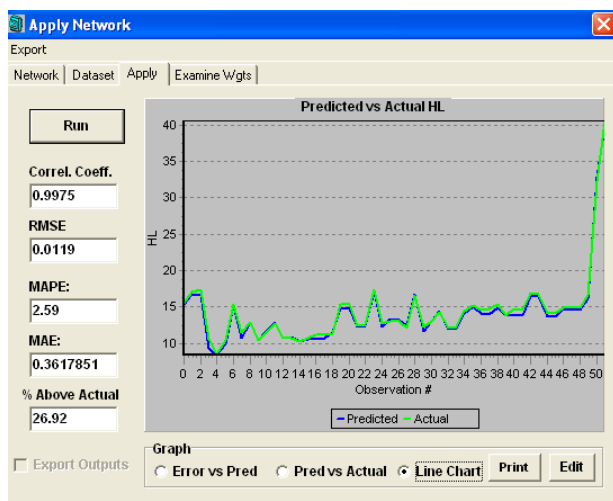 Apply Network
Export
Network Dataset Apply Examine Wgts
Run
Correl. Coeff.
0.9975
RMSE
0.0119
MAPE:
2.59
MAE:
0.3617851
% Above Actual
26.92
Export Outputs
Predicted vs Actual HL
40
35
30
25
20
15
10
HL
0 2 4 6 8 10 12 14 16 18 20 22 24 26 28 30 32 34 36 38 40 42 44 46 48 50
Observation #
Predicted Actual
Graph
Error vs Pred Pred vs Actual Line Chart Print Edit